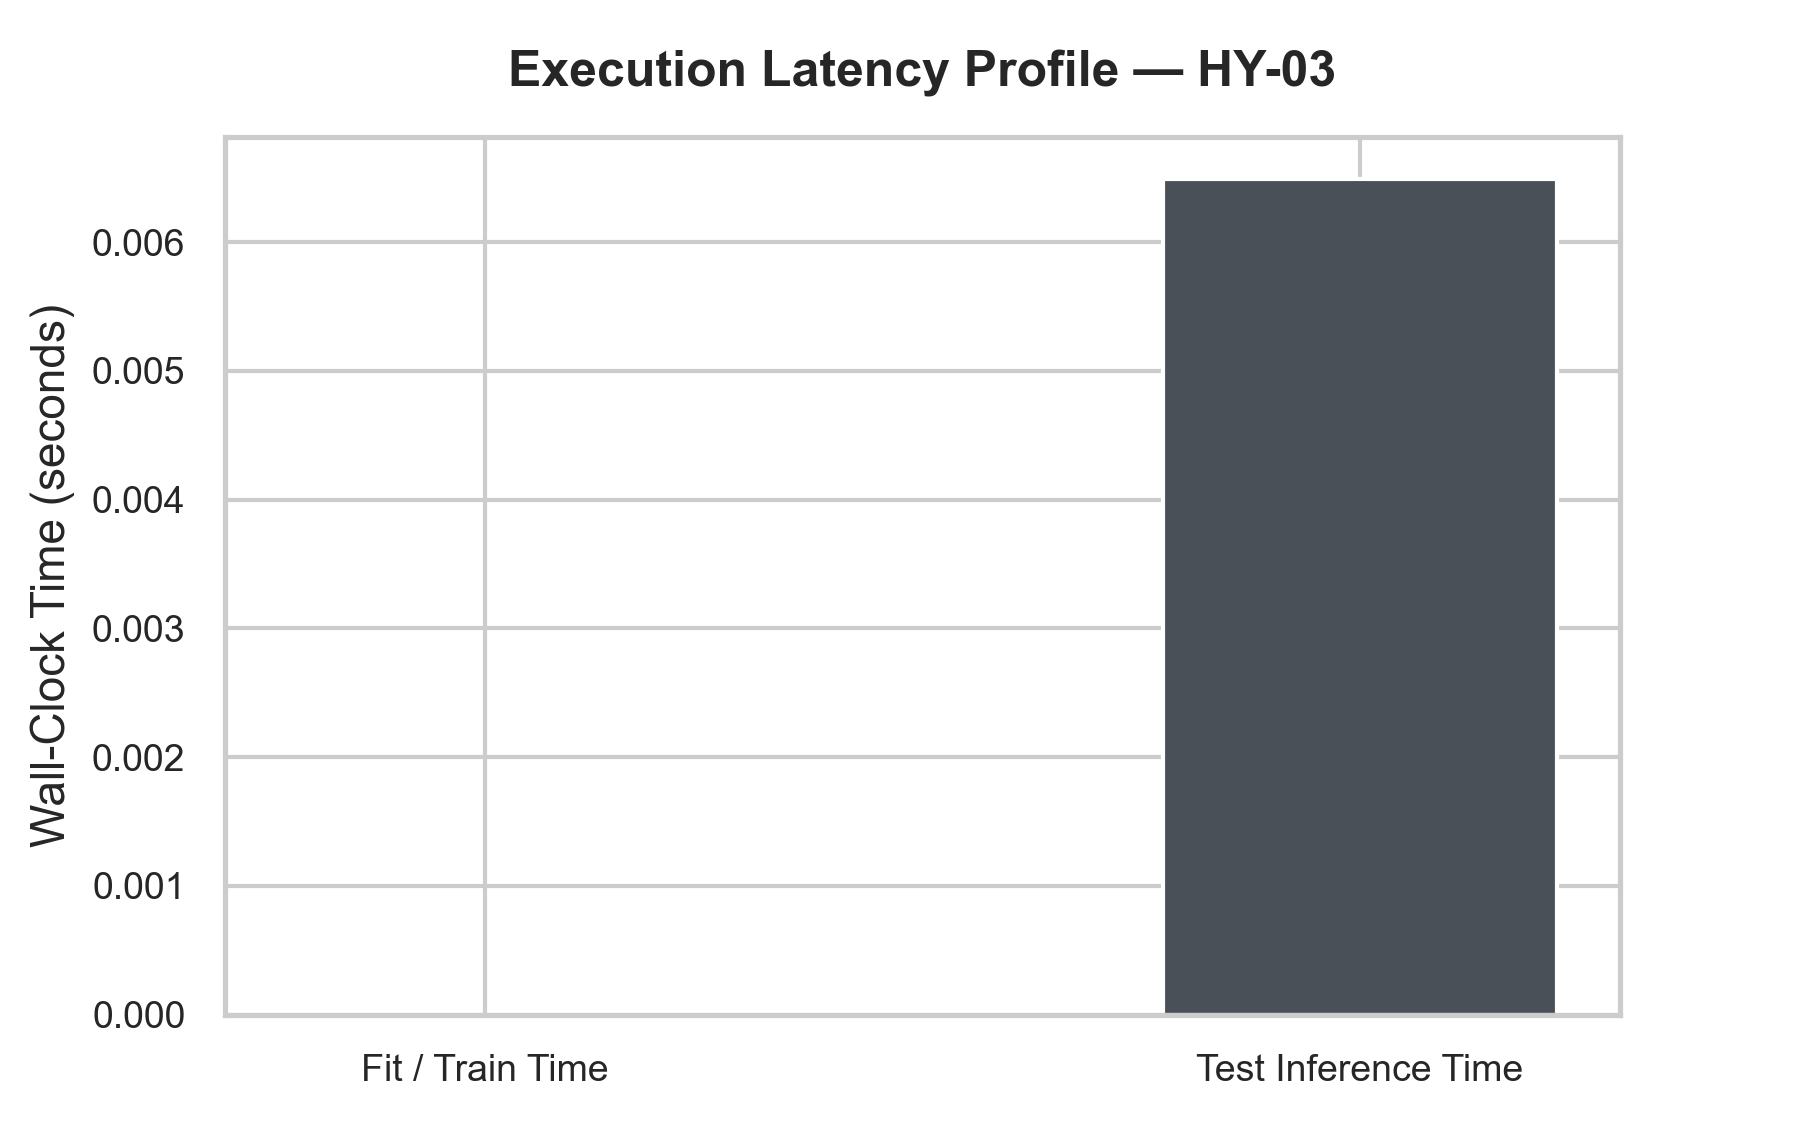 Execution Latency Profile — HY-03
Wall-Clock Time (seconds)
0.006
0.005
0.004
0.003
0.002
0.001
0.000
Fit / Train Time
Test Inference Time